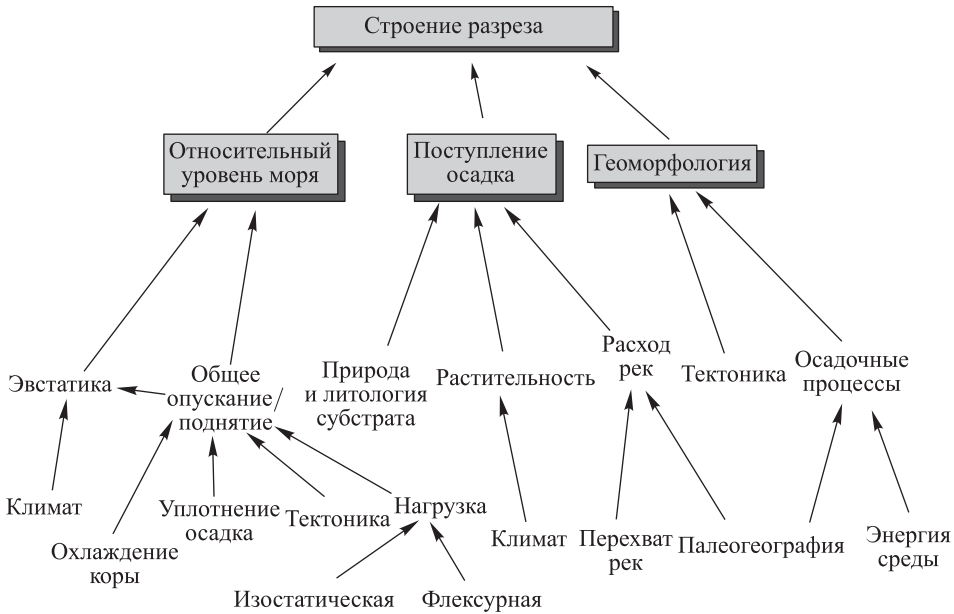 Строение разреза
Относительный
уровень моря
Поступление
осадка
Геоморфология
Эвстатика
Общее
опускание /
поднятие
Природа
и литология
субстрата
Растительность
Расход
рек
Тектоника
Осадочные
процессы
Климат
Охлаждение
коры
Уплотнение
осадка
Тектоника
Нагрузка
Изостатическая
Флексурная
Климат
Перехват
рек
Палеогеография
Энергия
среды